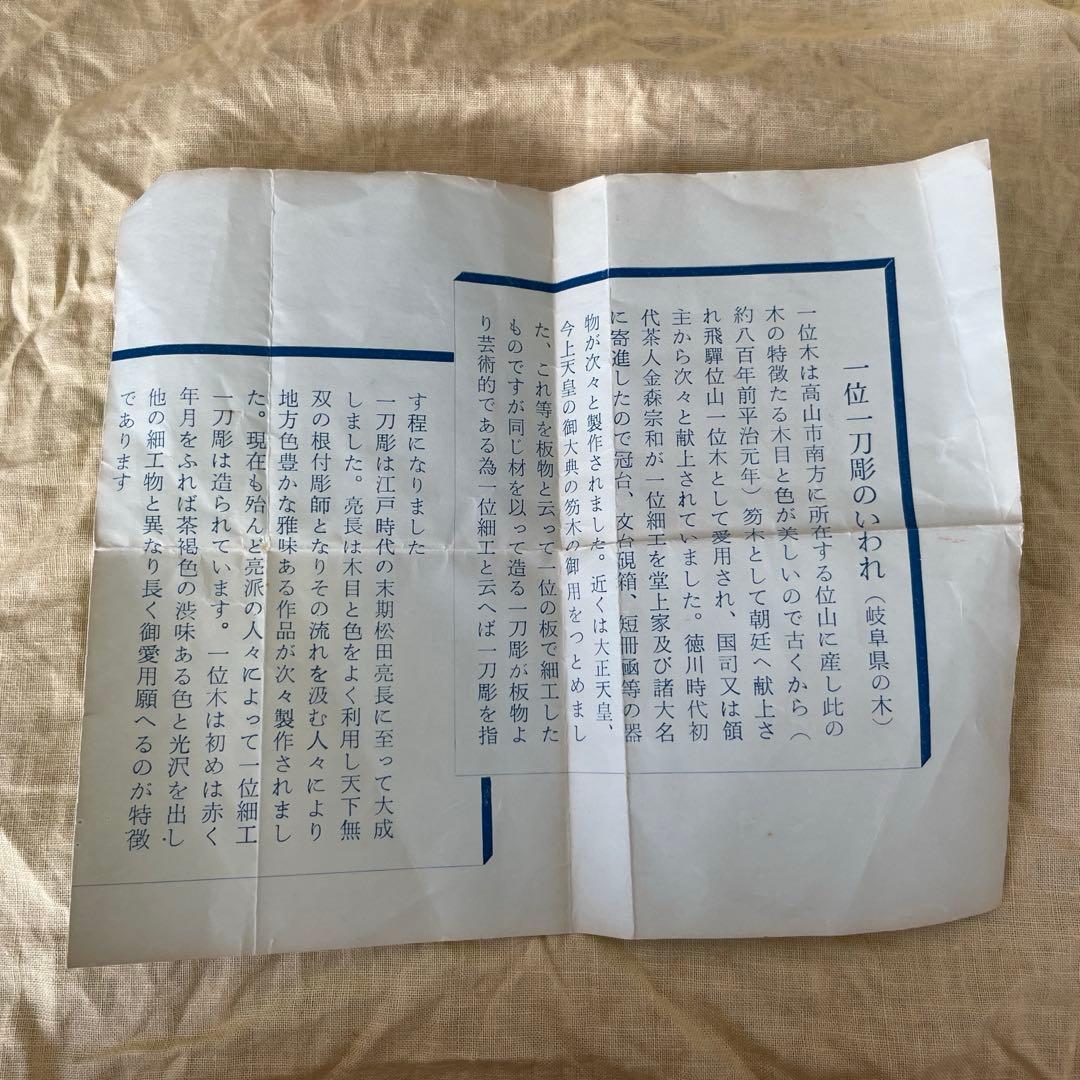 一位一刀彫のいわれ（岐阜県の木）
一位木は高山市南方に所在する位山に産し此の
木の特徴たる木目と色が美しいので古くから（
約八百年前平治元年）笏木として朝廷へ献上さ
れ飛驒位山一位木として愛用され、国司又は領
主から次々と献上されていました。徳川時代初
代茶人金森宗和が一位細工を堂上家及び諸大名
に寄進したので冠台、文台硯箱、短冊凾等の器
物が次々と製作されました。近くは大正天皇、
今上天皇の御大典の笏木の御用をつとめまし
た、これ等を板物と云って一位の板で細工した
ものですが同じ材を以って造る一刀彫が板物よ
り芸術的である為一位細工と云へば一刀彫を指
す程になりました
一刀彫は江戸時代の末期松田亮長に至って大成
しました。亮長は木目と色をよく利用し天下無
双の根付彫師となりその流れを汲む人々により
地方色豊かな雅味ある作品が次々製作されまし
た。現在も殆んど亮派の人々によって一位細工
一刀彫は造られています。一位木は初めは赤く
年月をふれば茶褐色の渋味ある色と光沢を出し
他の細工物と異なり長く御愛用願へるのが特徴
であります